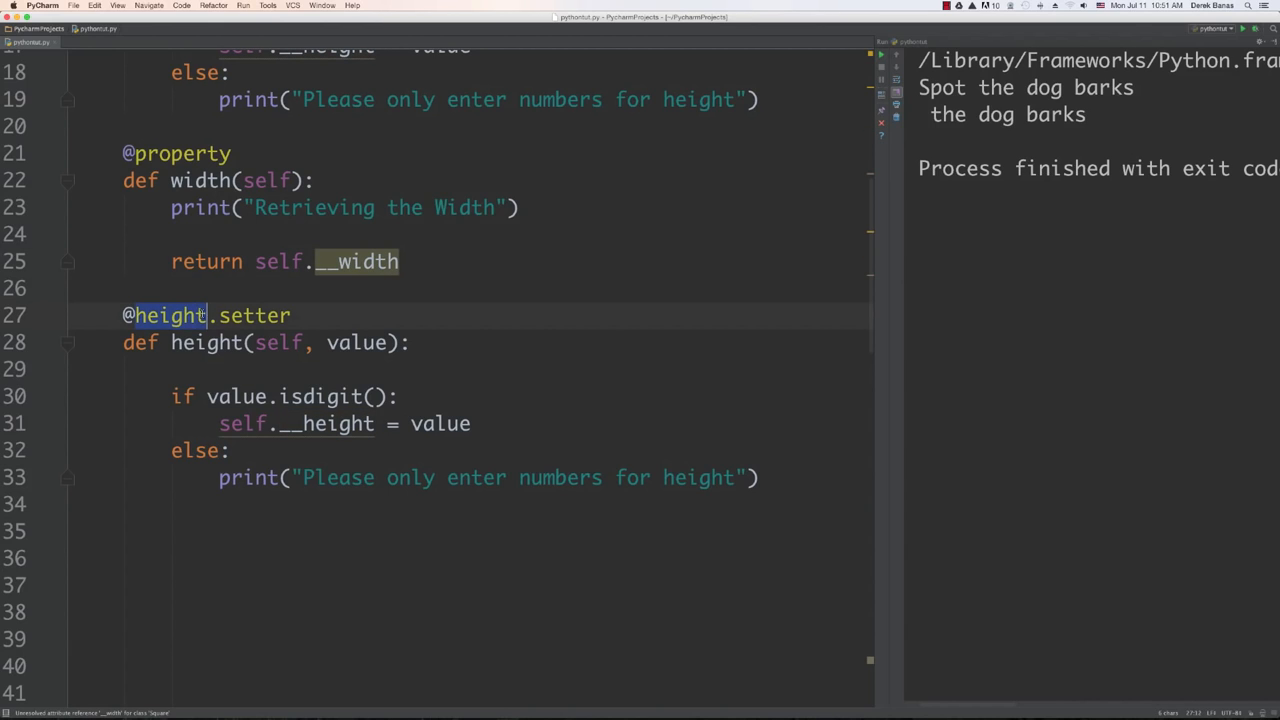 PyCharm File Edit View Navigate Code Refactor Run Tools VCS Window Help
10 Mon Jul 11 10:51 AM Derek Banas
pythontut.py - PycharmProjects - [~/PycharmProjects]
PycharmProjects pythontut.py pythontut
pythontut.py Run pythontut
17 self.__height = value
18 else:
19 print("Please only enter numbers for height")
20
21 @property
22 def width(self):
23 print("Retrieving the Width")
24
25 return self.__width
26
27 @height.setter
28 def height(self, value):
29
30 if value.isdigit():
31 self.__height = value
32 else:
33 print("Please only enter numbers for height")
34
35
36
37
38
39
40
41
/Library/Frameworks/Python.fra
Spot the dog barks
the dog barks
Process finished with exit cod
Unresolved attribute reference '__width' for class 'Square' 6 chars 27:12 LF÷ UTF-8÷